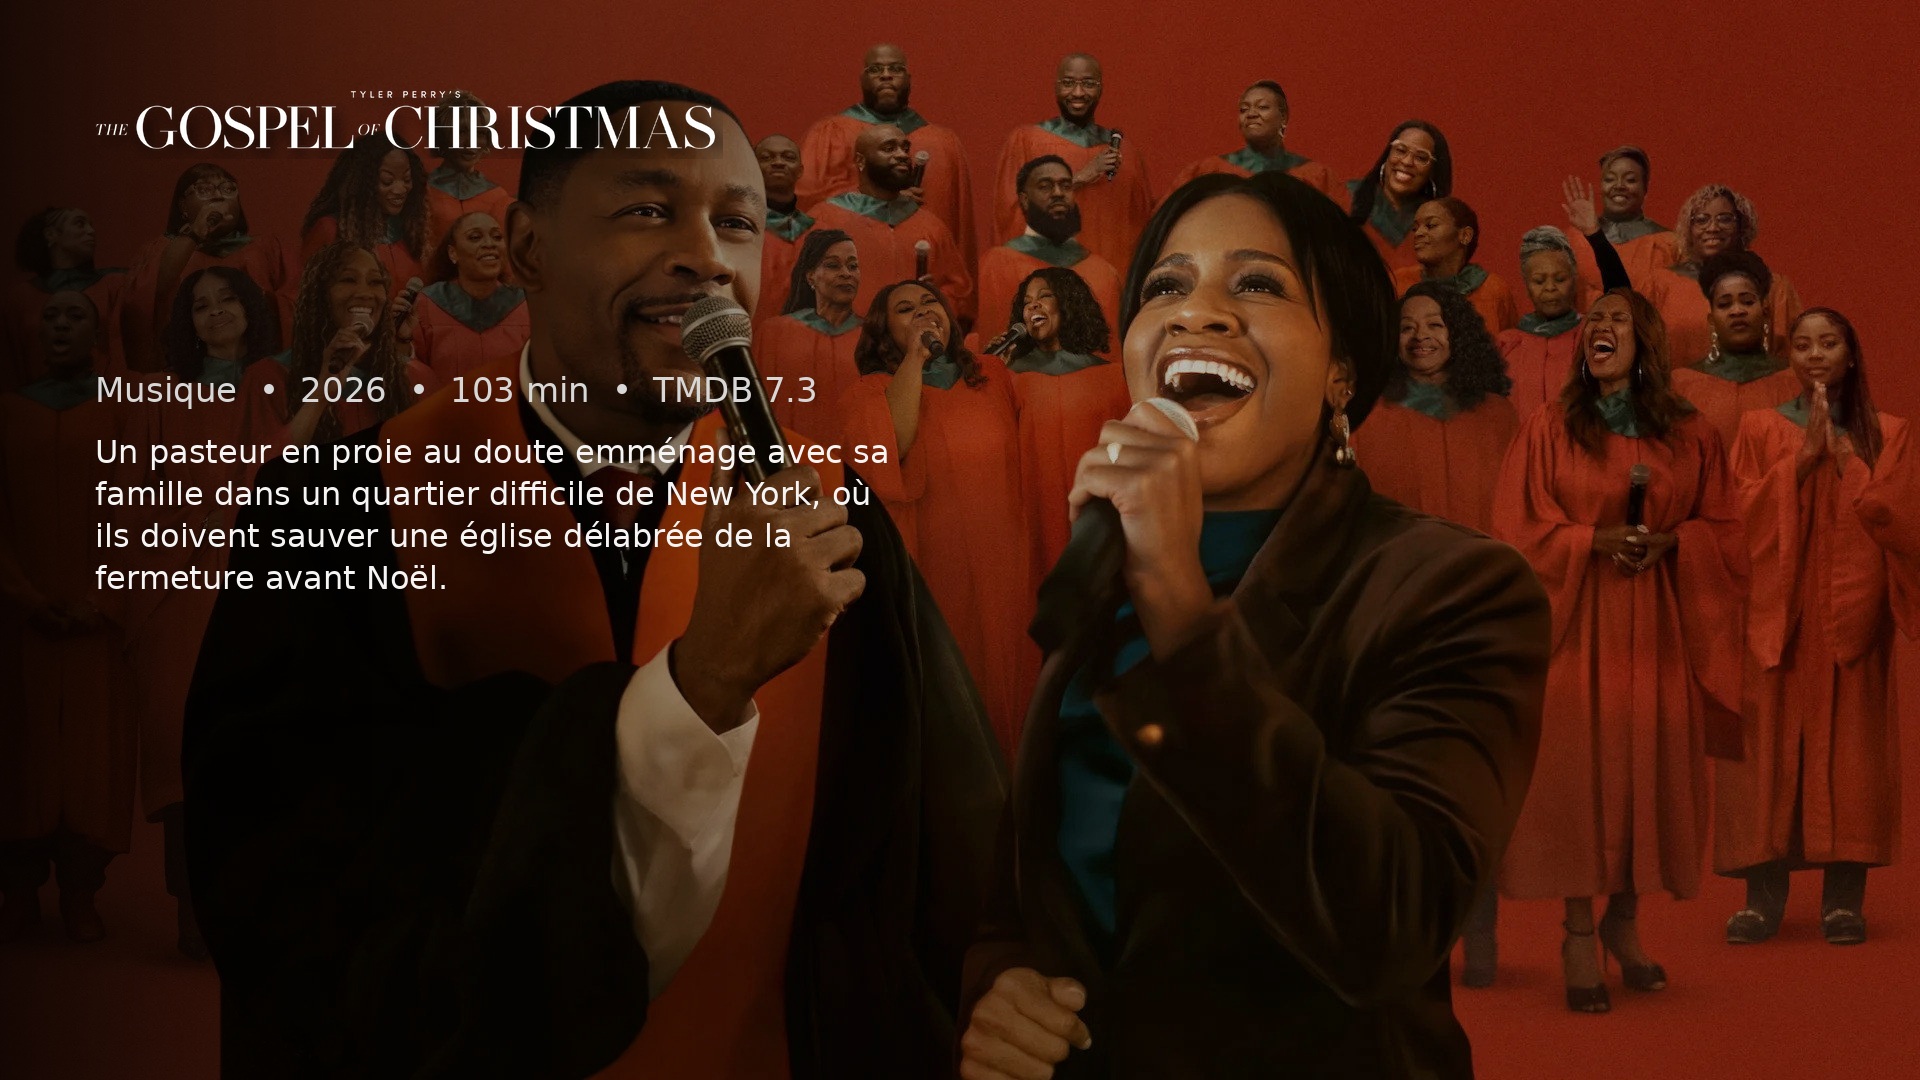 TYLER PERRY'S
THE GOSPEL OF CHRISTMAS
Musique • 2026 • 103 min • TMDB 7.3
Un pasteur en proie au doute emménage avec sa
famille dans un quartier difficile de New York, où
ils doivent sauver une église délabrée de la
fermeture avant Noël.